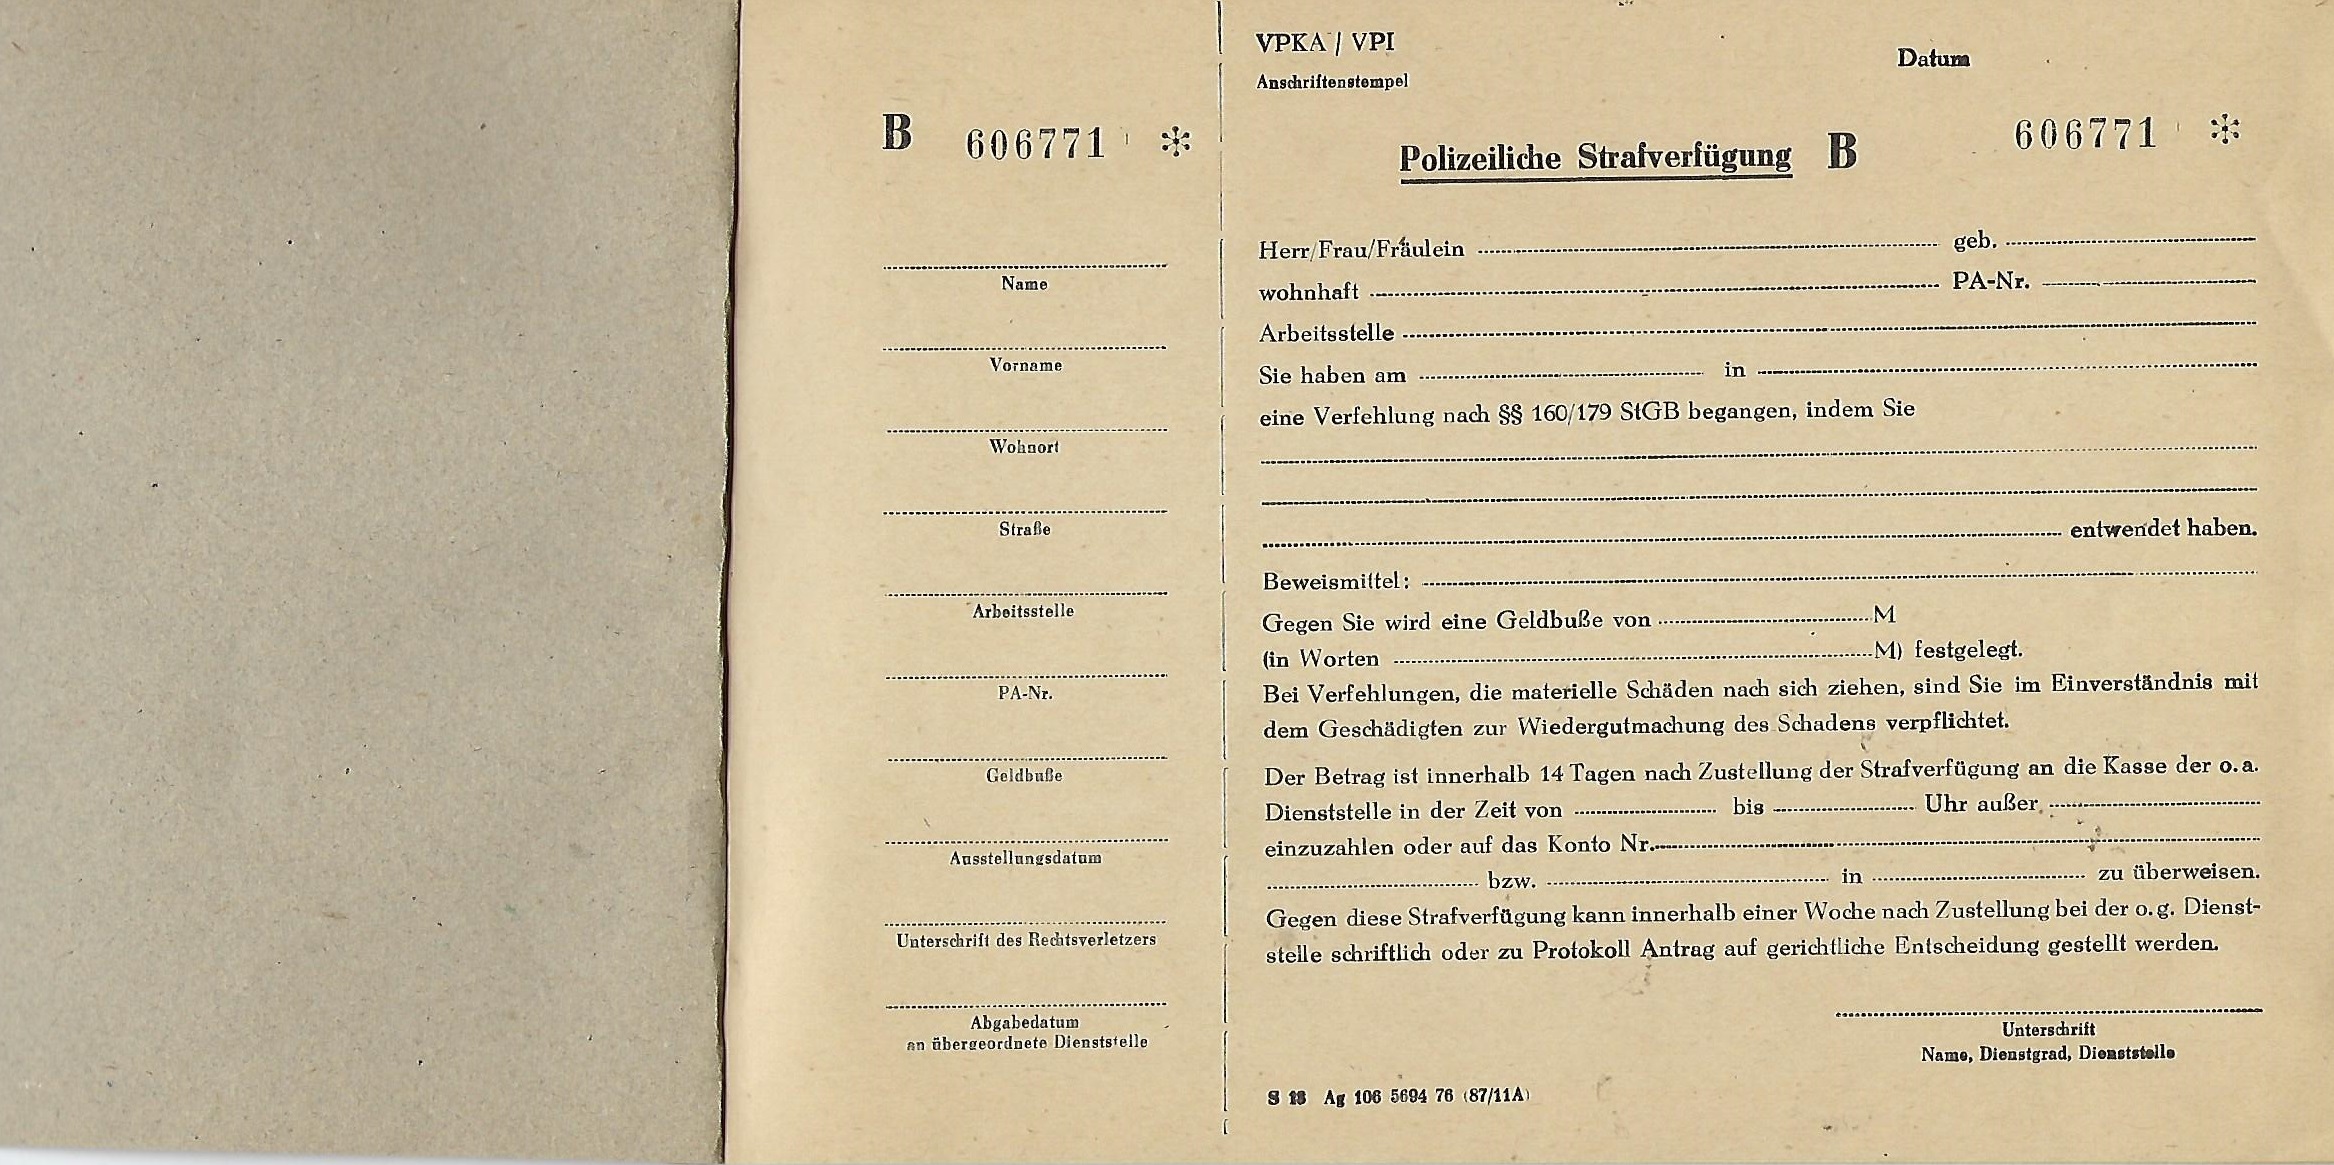 B 606771 *
Name
Vorname
Wohnort
Straße
Arbeitsstelle
PA-Nr.
Geldbuße
Ausstellungsdatum
Unterschrift des Rechtsverletzers
Abgabedatum
an übergeordnete Dienststelle
VPKA / VPI
Anschriftenstempel
Datum
Polizeiliche Strafverfügung B 606771 *
Herr/Frau/Fräulein geb.
wohnhaft PA-Nr.
Arbeitsstelle
Sie haben am in
eine Verfehlung nach §§ 160/179 StGB begangen, indem Sie
entwendet haben.
Beweismittel:
Gegen Sie wird eine Geldbuße von M
(in Worten M) festgelegt.
Bei Verfehlungen, die materielle Schäden nach sich ziehen, sind Sie im Einverständnis mit
dem Geschädigten zur Wiedergutmachung des Schadens verpflichtet.
Der Betrag ist innerhalb 14 Tagen nach Zustellung der Strafverfügung an die Kasse der o. a.
Dienststelle in der Zeit von bis Uhr außer
einzuzahlen oder auf das Konto Nr.
bzw. in zu überweisen.
Gegen diese Strafverfügung kann innerhalb einer Woche nach Zustellung bei der o. g. Dienst-
stelle schriftlich oder zu Protokoll Antrag auf gerichtliche Entscheidung gestellt werden.
Unterschrift
Name, Dienstgrad, Dienststelle
S Ag 106 5694 76 (87/11A)